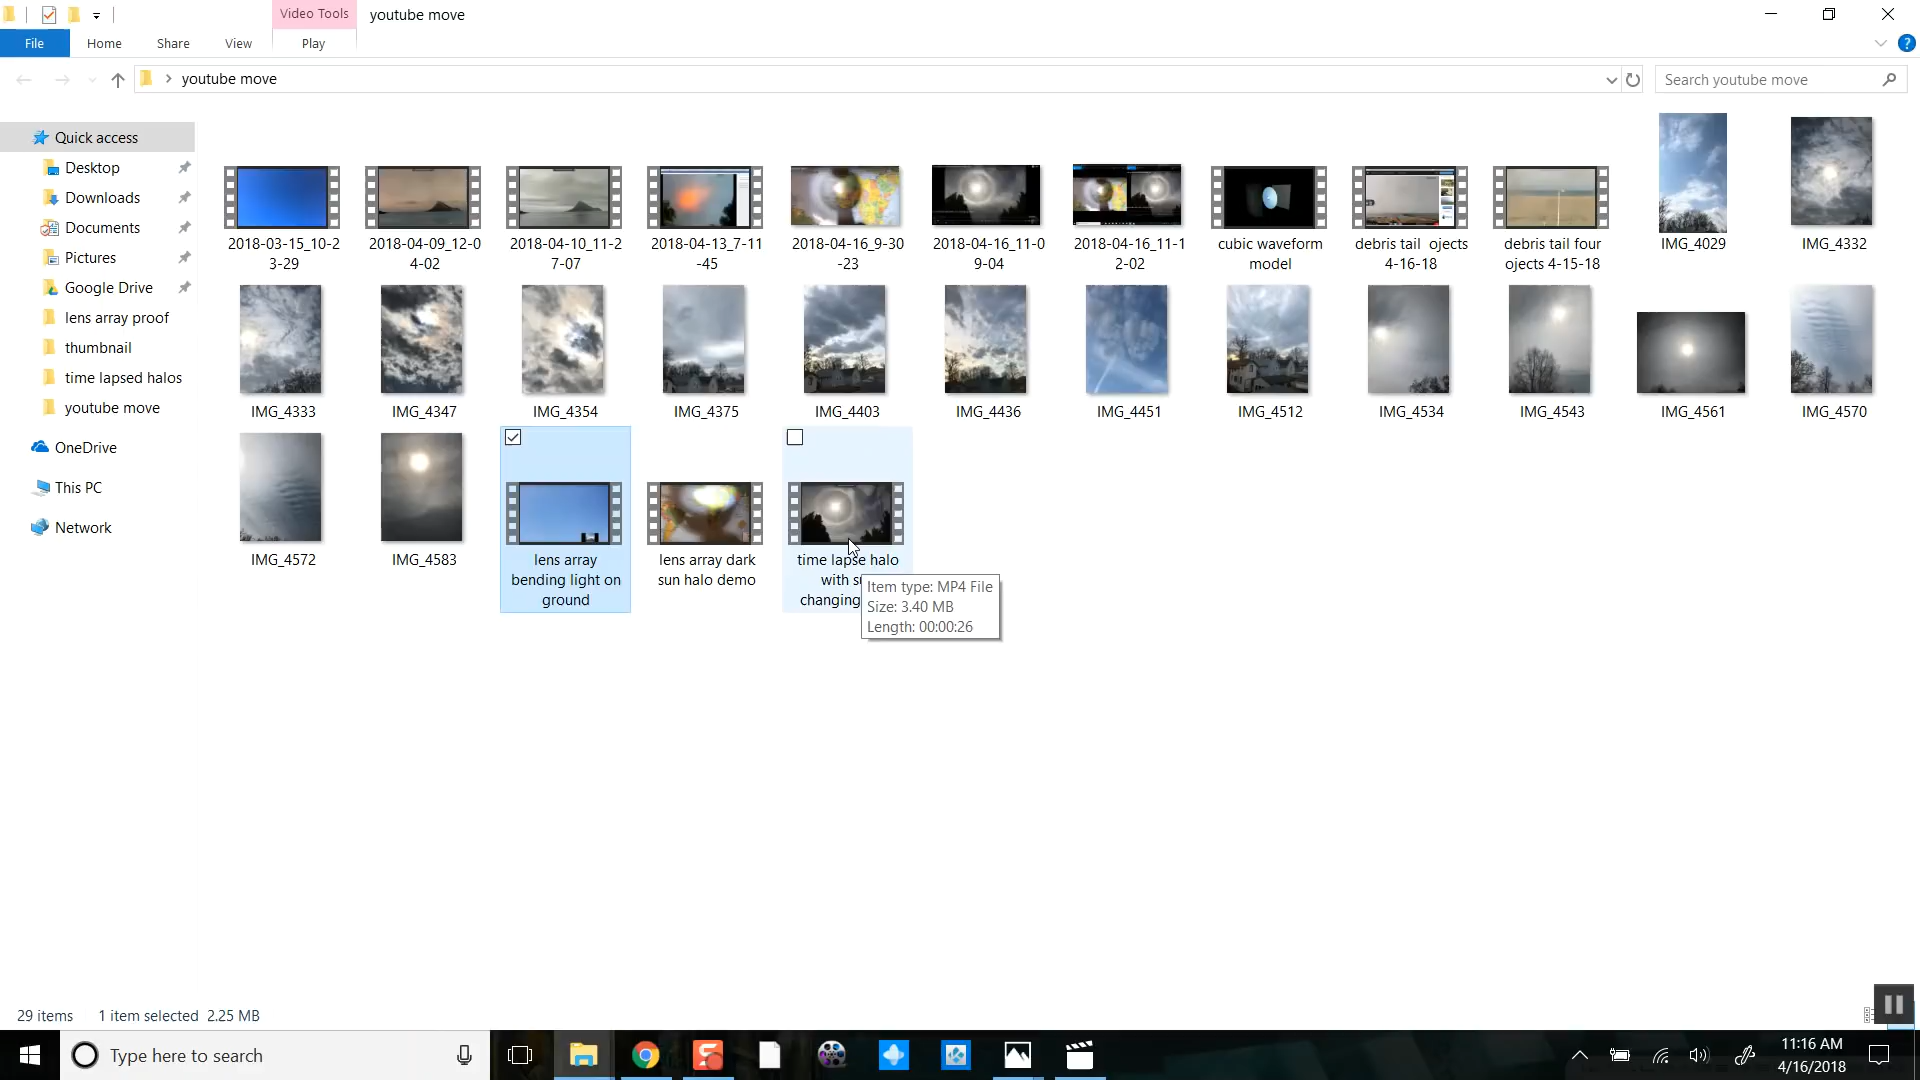 Video Tools
youtube move
File
Home
Share
View
Play
youtube move
Search youtube move
Quick access
Desktop
Downloads
Documents
Pictures
Google Drive
lens array proof
thumbnail
time lapsed halos
youtube move
OneDrive
This PC
Network
2018-03-15_10-2
3-29
2018-04-09_12-0
4-02
2018-04-10_11-2
7-07
2018-04-13_7-11
-45
2018-04-16_9-30
-23
2018-04-16_11-0
9-04
2018-04-16_11-1
2-02
cubic waveform
model
debris tail ojects
4-16-18
debris tail four
ojects 4-15-18
IMG_4029
IMG_4332
IMG_4333
IMG_4347
IMG_4354
IMG_4375
IMG_4403
IMG_4436
IMG_4451
IMG_4512
IMG_4534
IMG_4543
IMG_4561
IMG_4570
IMG_4572
IMG_4583
lens array
bending light on
ground
lens array dark
sun halo demo
time lapse halo
with
changing
Item type: MP4 File
Size: 3.40 MB
Length: 00:00:26
29 items
1 item selected 2.25 MB
Type here to search
11:16 AM
4/16/2018